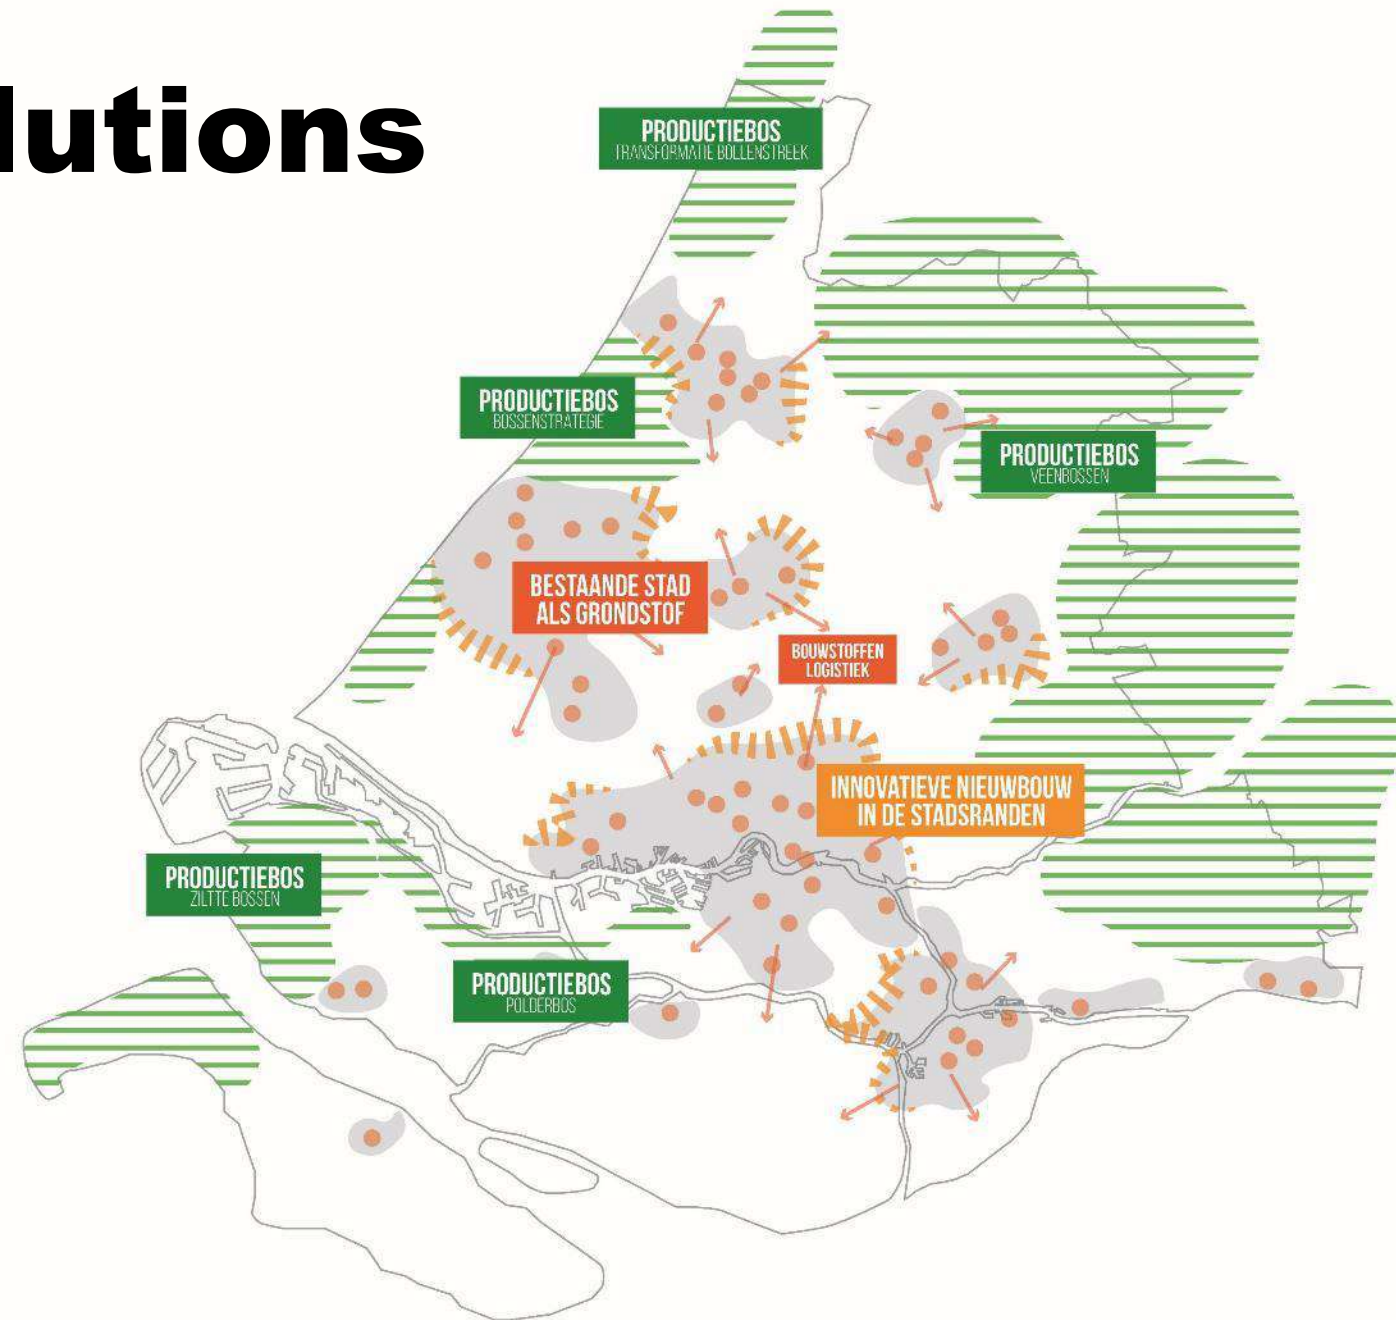 lutions
PRODUCTIEBOS
TRANSFORMATIE BOLLENSTREEK
PRODUCTIEBOS
BOSSENSTRATEGIE
PRODUCTIEBOS
VEENBOSSEN
BESTAANDE STAD
ALS GRONDSTOF
BOUWSTOFFEN
LOGISTIEK
INNOVATIEVE NIEUWBOUW
IN DE STADSRANDEN
PRODUCTIEBOS
ZILTTE BOSSEN
PRODUCTIEBOS
POLDERBOS